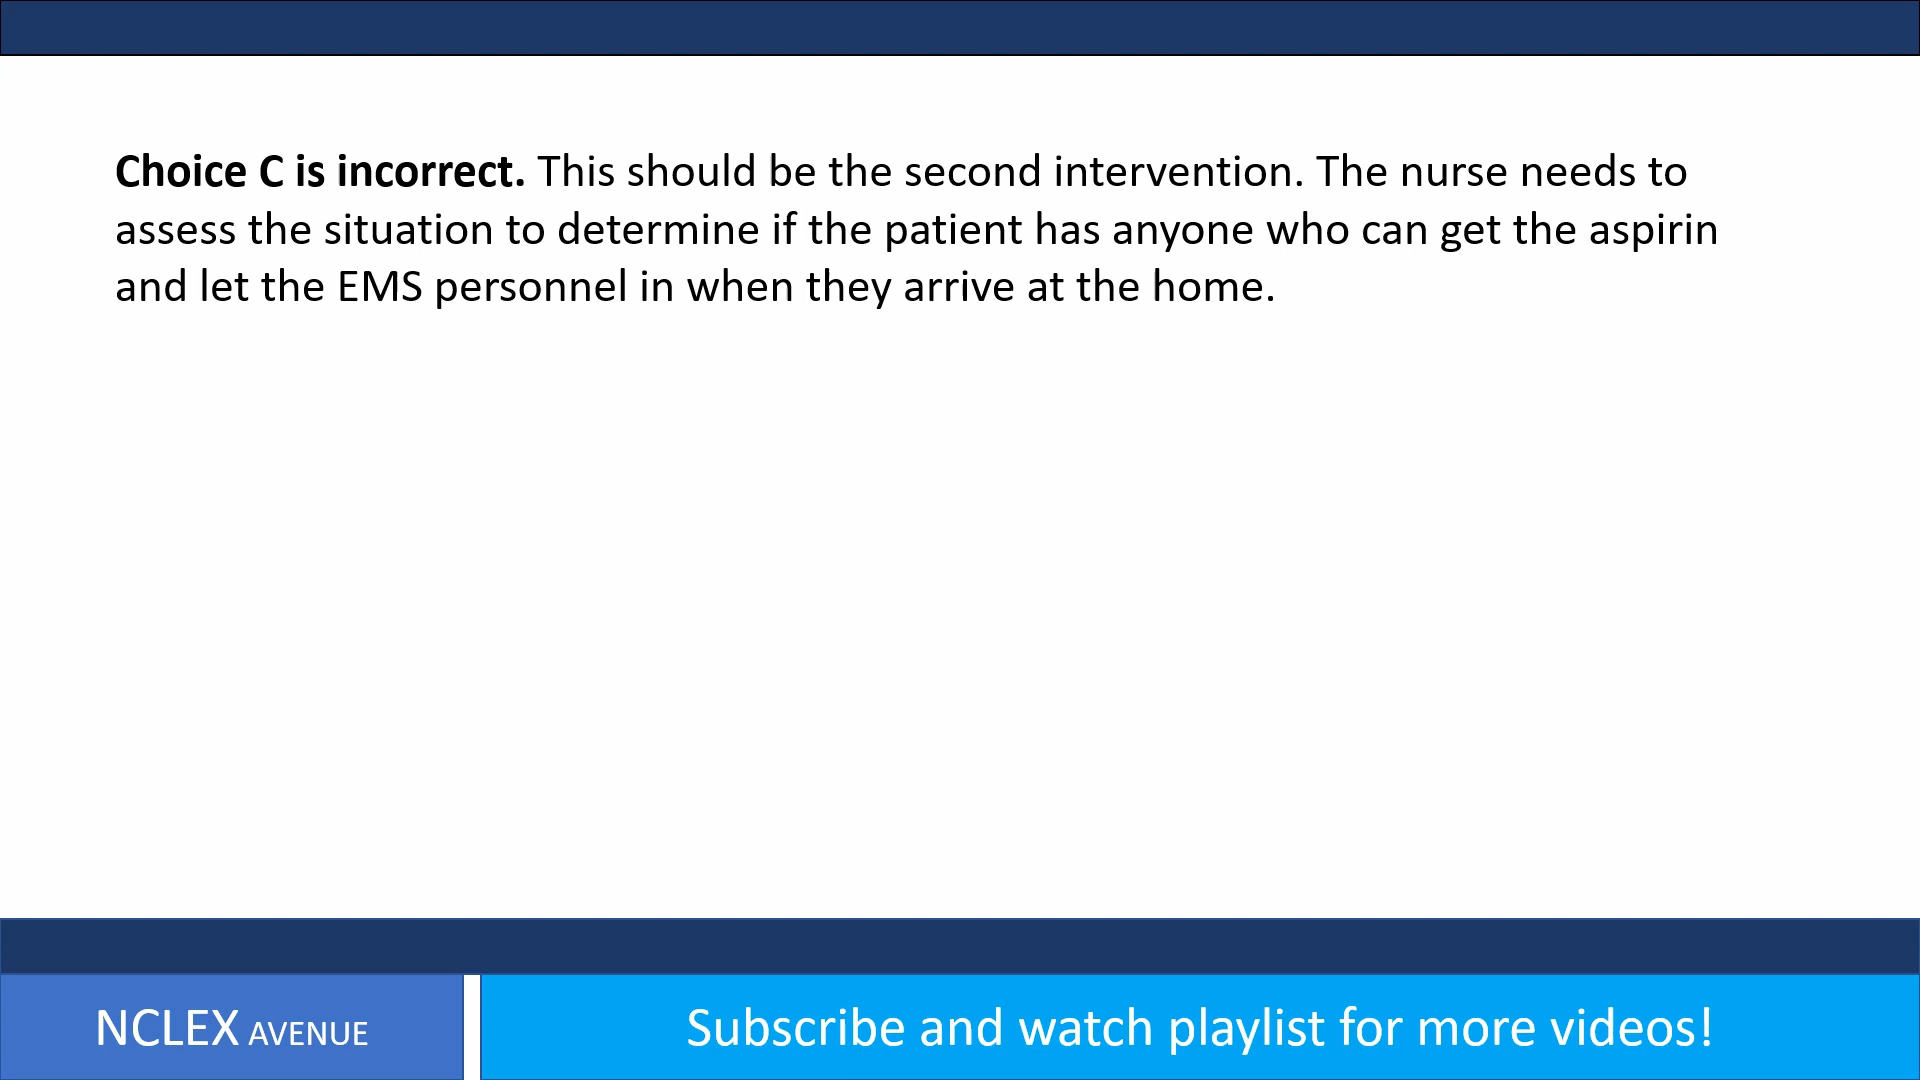 Choice C is incorrect. This should be the second intervention. The nurse needs to
assess the situation to determine if the patient has anyone who can get the aspirin
and let the EMS personnel in when they arrive at the home.
NCLEX AVENUE
Subscribe and watch playlist for more videos!